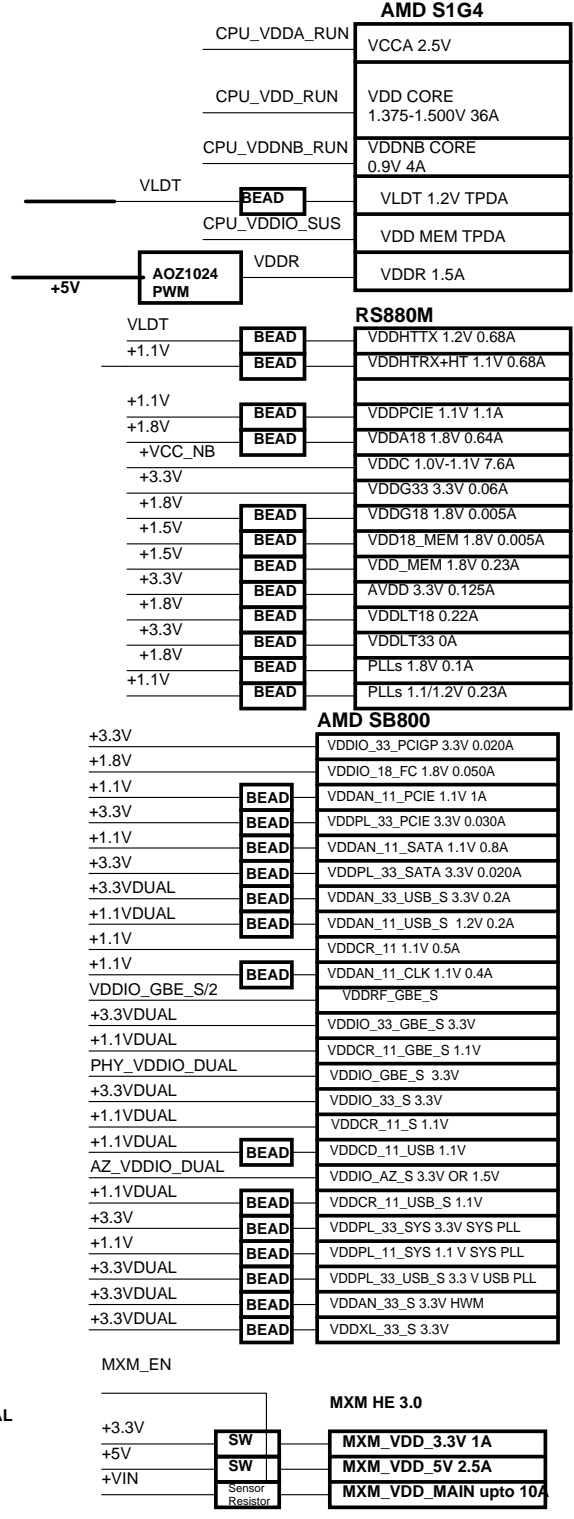 AMD S1G4
CPU_VDDA_RUN VCCA 2.5V
CPU_VDD_RUN VDD CORE
1.375-1.500V 36A
CPU_VDDNB_RUN VDDNB CORE
0.9V 4A
VLDT BEAD VLDT 1.2V TPDA
CPU_VDDIO_SUS VDD MEM TPDA
+5V AOZ1024 VDDR VDDR 1.5A
PWM
RS880M
VLDT BEAD VDDHTTX 1.2V 0.68A
+1.1V BEAD VDDHTRX+HT 1.1V 0.68A
+1.1V BEAD VDDPCIE 1.1V 1.1A
+1.8V BEAD VDDA18 1.8V 0.64A
+VCC_NB VDDC 1.0V-1.1V 7.6A
+3.3V VDDG33 3.3V 0.06A
+1.8V BEAD VDDG18 1.8V 0.005A
+1.5V BEAD VDD18_MEM 1.8V 0.005A
+1.5V BEAD VDD_MEM 1.8V 0.23A
+3.3V BEAD AVDD 3.3V 0.125A
+1.8V BEAD VDDLT18 0.22A
+3.3V BEAD VDDLT33 0A
+1.8V BEAD PLLs 1.8V 0.1A
+1.1V BEAD PLLs 1.1/1.2V 0.23A
AMD SB800
+3.3V VDDIO_33_PCIGP 3.3V 0.020A
+1.8V VDDIO_18_FC 1.8V 0.050A
+1.1V BEAD VDDAN_11_PCIE 1.1V 1A
+3.3V BEAD VDDPL_33_PCIE 3.3V 0.030A
+1.1V BEAD VDDAN_11_SATA 1.1V 0.8A
+3.3V BEAD VDDPL_33_SATA 3.3V 0.020A
+3.3VDUAL BEAD VDDAN_33_USB_S 3.3V 0.2A
+1.1VDUAL BEAD VDDAN_11_USB_S 1.2V 0.2A
+1.1V VDDCR_11 1.1V 0.5A
+1.1V BEAD VDDAN_11_CLK 1.1V 0.4A
VDDIO_GBE_S/2 VDDRF_GBE_S
+3.3VDUAL VDDIO_33_GBE_S 3.3V
+1.1VDUAL VDDCR_11_GBE_S 1.1V
PHY_VDDIO_DUAL VDDIO_GBE_S 3.3V
+3.3VDUAL VDDIO_33_S 3.3V
+1.1VDUAL VDDCR_11_S 1.1V
+1.1VDUAL BEAD VDDCD_11_USB 1.1V
AZ_VDDIO_DUAL VDDIO_AZ_S 3.3V OR 1.5V
+1.1VDUAL BEAD VDDCR_11_USB_S 1.1V
+3.3V BEAD VDDPL_33_SYS 3.3V SYS PLL
+1.1V BEAD VDDPL_11_SYS 1.1 V SYS PLL
+3.3VDUAL BEAD VDDPL_33_USB_S 3.3 V USB PLL
+3.3VDUAL BEAD VDDAN_33_S 3.3V HWM
+3.3VDUAL BEAD VDDXL_33_S 3.3V
MXM_EN
MXM HE 3.0
+3.3V SW MXM_VDD_3.3V 1A
+5V SW MXM_VDD_5V 2.5A
+VIN Sensor MXM_VDD_MAIN upto 10A
Resistor